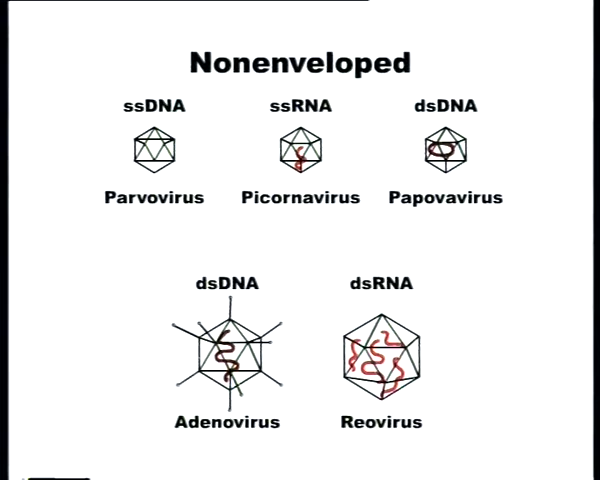 Nonenveloped
ssDNA ssRNA dsDNA
Parvovirus Picornavirus Papovavirus
dsDNA dsRNA
Adenovirus Reovirus